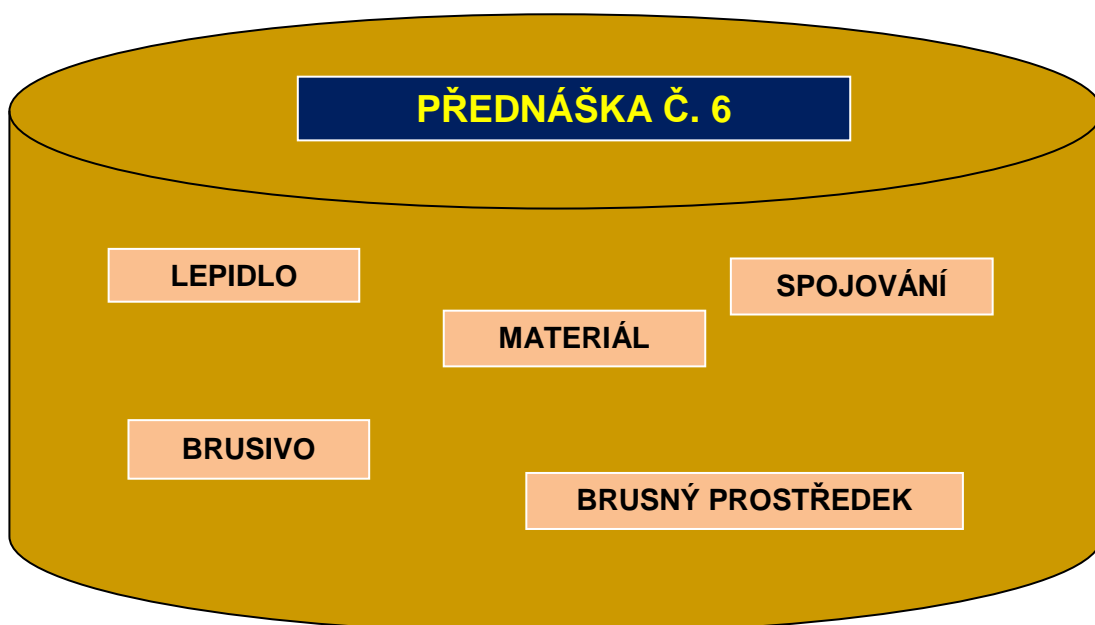 PŘEDNÁŠKA Č. 6
LEPIDLO
SPOJOVÁNÍ
MATERIÁL
BRUSIVO
BRUSNÝ PROSTŘEDEK